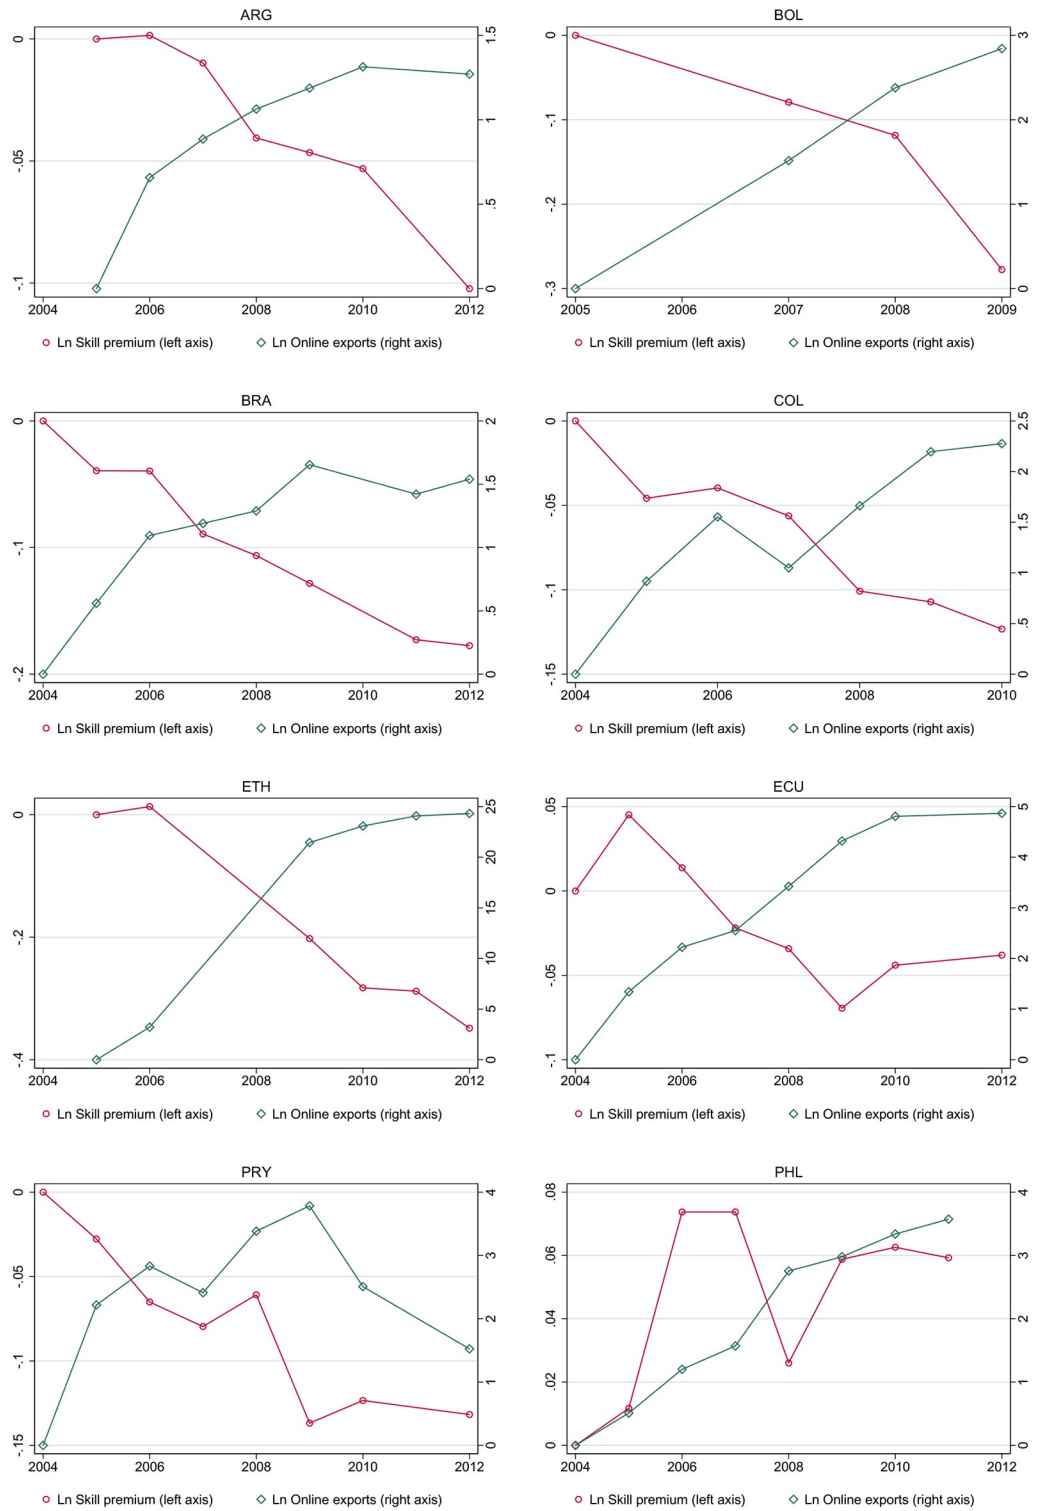 ARG
0
-.05
-.1
1.5
1
.5
0
2004 2006 2008 2010 2012
Ln Skill premium (left axis) Ln Online exports (right axis)
BOL
0
-.1
-.2
-.3
3
2
1
0
2005 2006 2007 2008 2009
Ln Skill premium (left axis) Ln Online exports (right axis)
BRA
0
-.1
-.2
2
1.5
1
.5
0
2004 2006 2008 2010 2012
Ln Skill premium (left axis) Ln Online exports (right axis)
COL
0
-.05
-.1
-.15
2.5
2
1.5
1
.5
0
2004 2006 2008 2010
Ln Skill premium (left axis) Ln Online exports (right axis)
ETH
0
-.2
-.4
25
20
15
10
5
0
2004 2006 2008 2010 2012
Ln Skill premium (left axis) Ln Online exports (right axis)
ECU
.05
0
-.05
-.1
5
4
3
2
1
0
2004 2006 2008 2010 2012
Ln Skill premium (left axis) Ln Online exports (right axis)
PRY
0
-.05
-.1
-.15
4
3
2
1
0
2004 2006 2008 2010 2012
Ln Skill premium (left axis) Ln Online exports (right axis)
PHL
.08
.06
.04
.02
0
4
3
2
1
0
2004 2006 2008 2010 2012
Ln Skill premium (left axis) Ln Online exports (right axis)